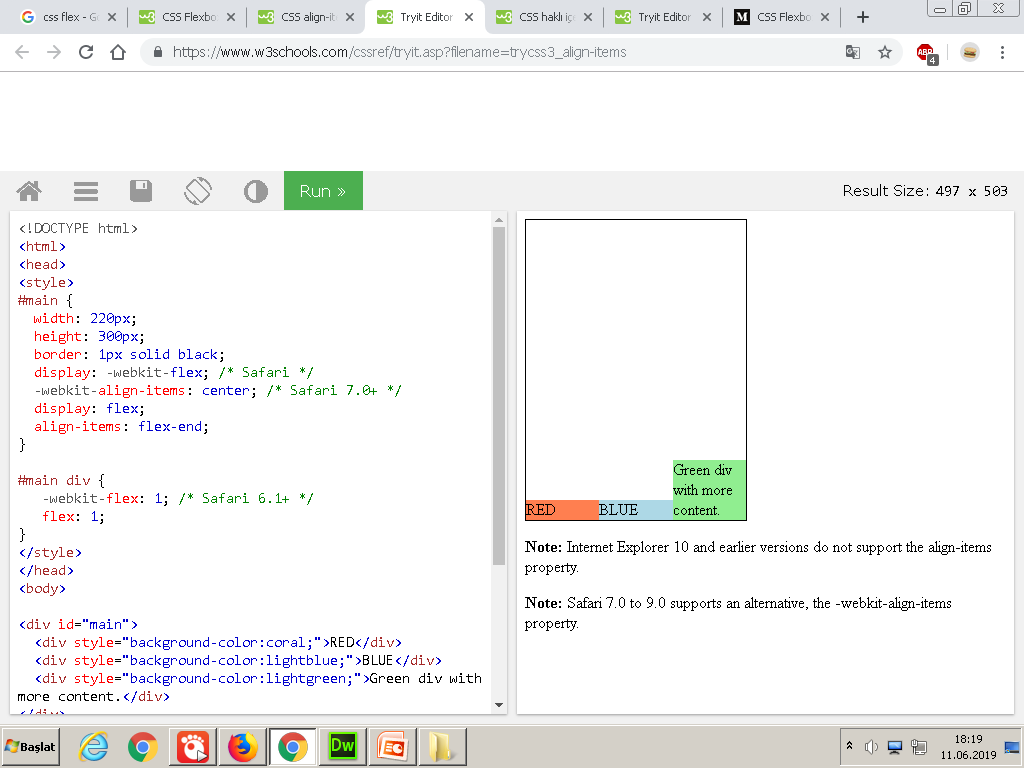 css flex - G
CSS Flexbo
CSS align-it
Tryit Editor
CSS haklı içe
Tryit Editor
M
CSS Flexbo
https://www.w3schools.com/cssref/tryit.asp?filename=trycss3_align-items
ABP
4
Run »
Result Size: 497 x 503
<!DOCTYPE html>
<html>
<head>
<style>
#main {
width: 220px;
height: 300px;
border: 1px solid black;
display: -webkit-flex; /* Safari */
-webkit-align-items: center; /* Safari 7.0+ */
display: flex;
align-items: flex-end;
}
#main div {
-webkit-flex: 1; /* Safari 6.1+ */
flex: 1;
}
</style>
</head>
<body>
<div id="main">
<div style="background-color:coral;">RED</div>
<div style="background-color:lightblue;">BLUE</div>
<div style="background-color:lightgreen;">Green div with
more content.</div>
</div>
Green div
with more
content.
RED
BLUE
Note: Internet Explorer 10 and earlier versions do not support the align-items
property.
Note: Safari 7.0 to 9.0 supports an alternative, the -webkit-align-items
property.
Başlat
Dw
18:19
11.06.2019